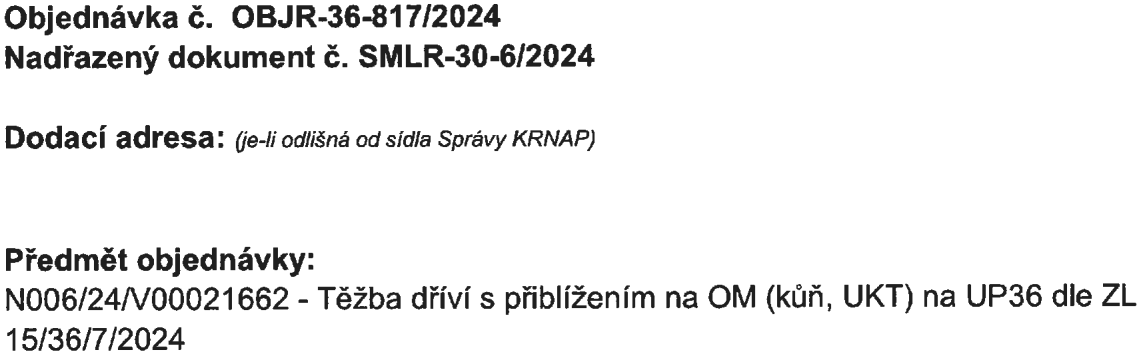 Objednávka č. OBJR-36-817/2024
Nadřazený dokument č. SMLR-30-6/2024
Dodací adresa: (je-li odlišná od sídla Správy KRNAP)
Předmět objednávky:
N006/24/V00021662 - Těžba dříví s přiblížením na OM (kůň, UKT) na UP36 dle ZL
15/36/7/2024